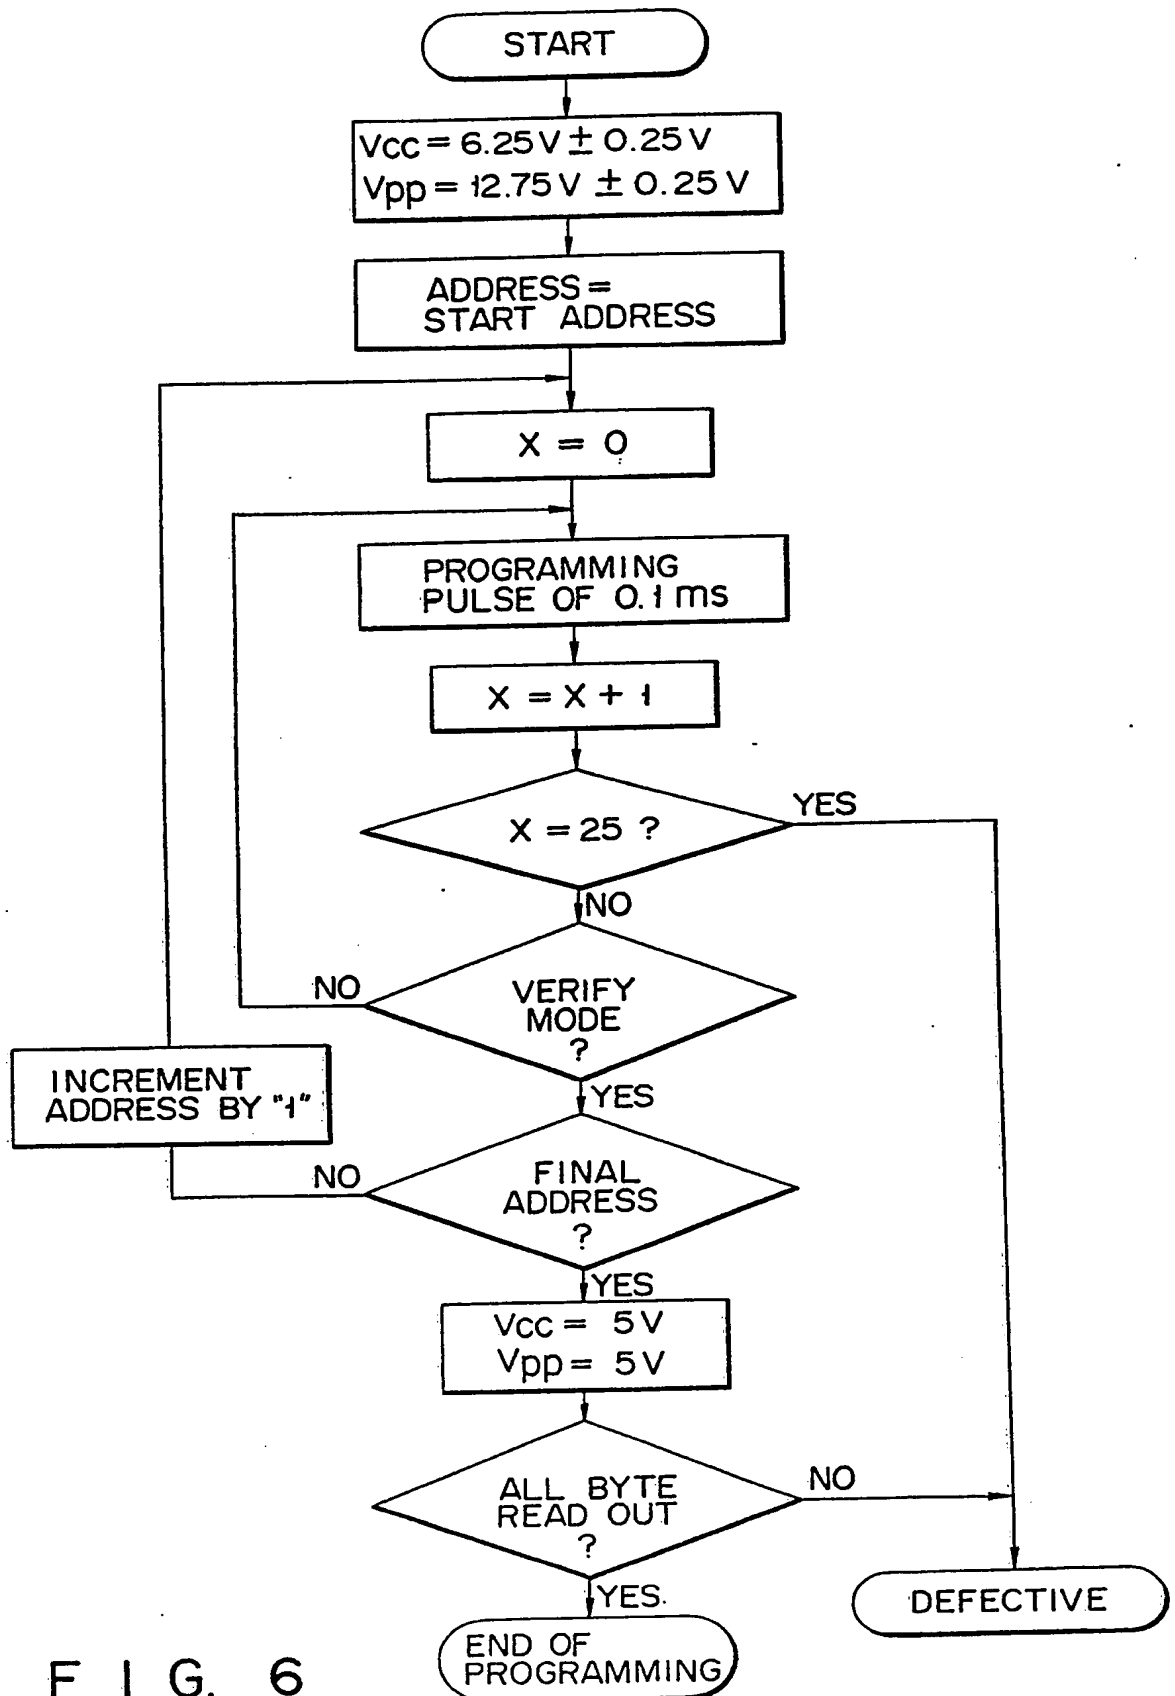 START
Vcc = 6.25 V ± 0.25 V
Vpp = 12.75 V ± 0.25 V
ADDRESS =
START ADDRESS
X = 0
PROGRAMMING
PULSE OF 0.1 ms
X = X + 1
X = 25 ?
YES
NO
VERIFY
MODE
?
NO
YES
INCREMENT
ADDRESS BY "1"
FINAL
ADDRESS
?
NO
YES
Vcc = 5 V
Vpp = 5 V
ALL BYTE
READ OUT
?
NO
YES.
DEFECTIVE
END OF
PROGRAMMING
FIG. 6